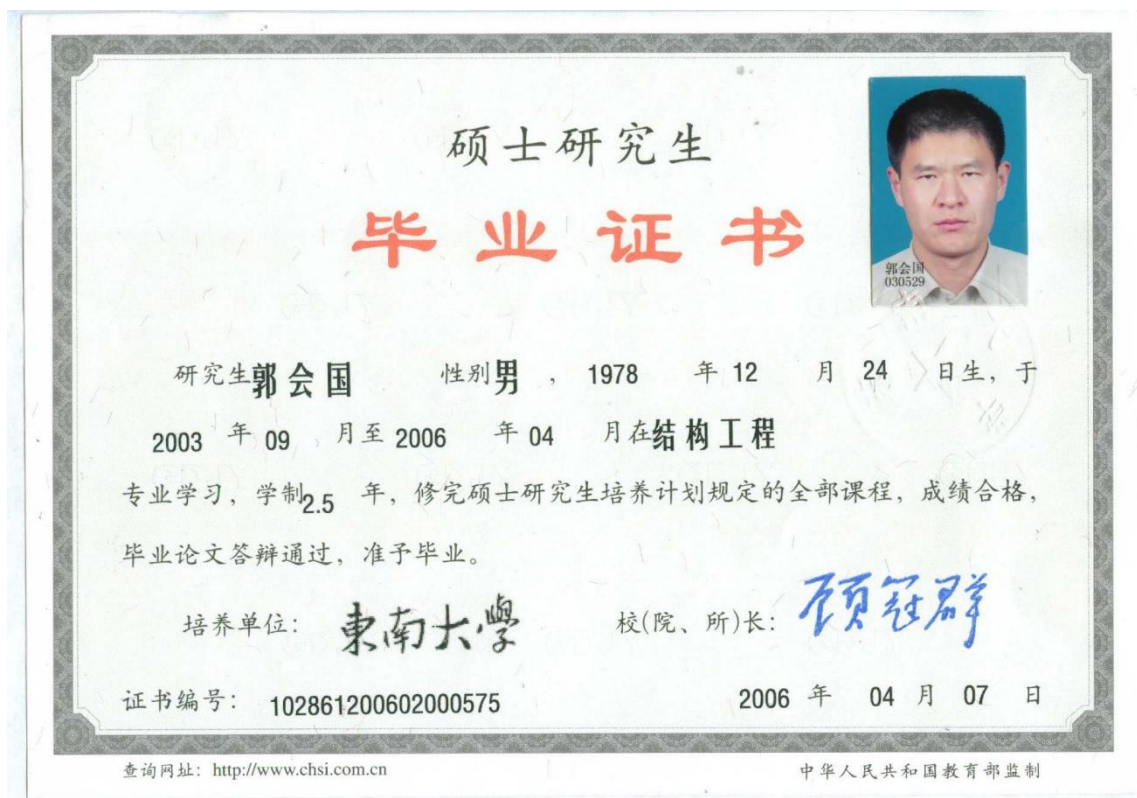 硕士研究生
毕业证书
郭会国
030529
研究生郭会国 性别男，1978 年 12 月 24 日生，于
2003 年 09 月至 2006 年 04 月在结构工程
专业学习，学制2.5 年，修完硕士研究生培养计划规定的全部课程，成绩合格，
毕业论文答辩通过，准予毕业。
培养单位：東南大學 校(院、所)长：顾冠群
证书编号：102861200602000575 2006 年 04 月 07 日
查询网址：http://www.chsi.com.cn 中华人民共和国教育部监制